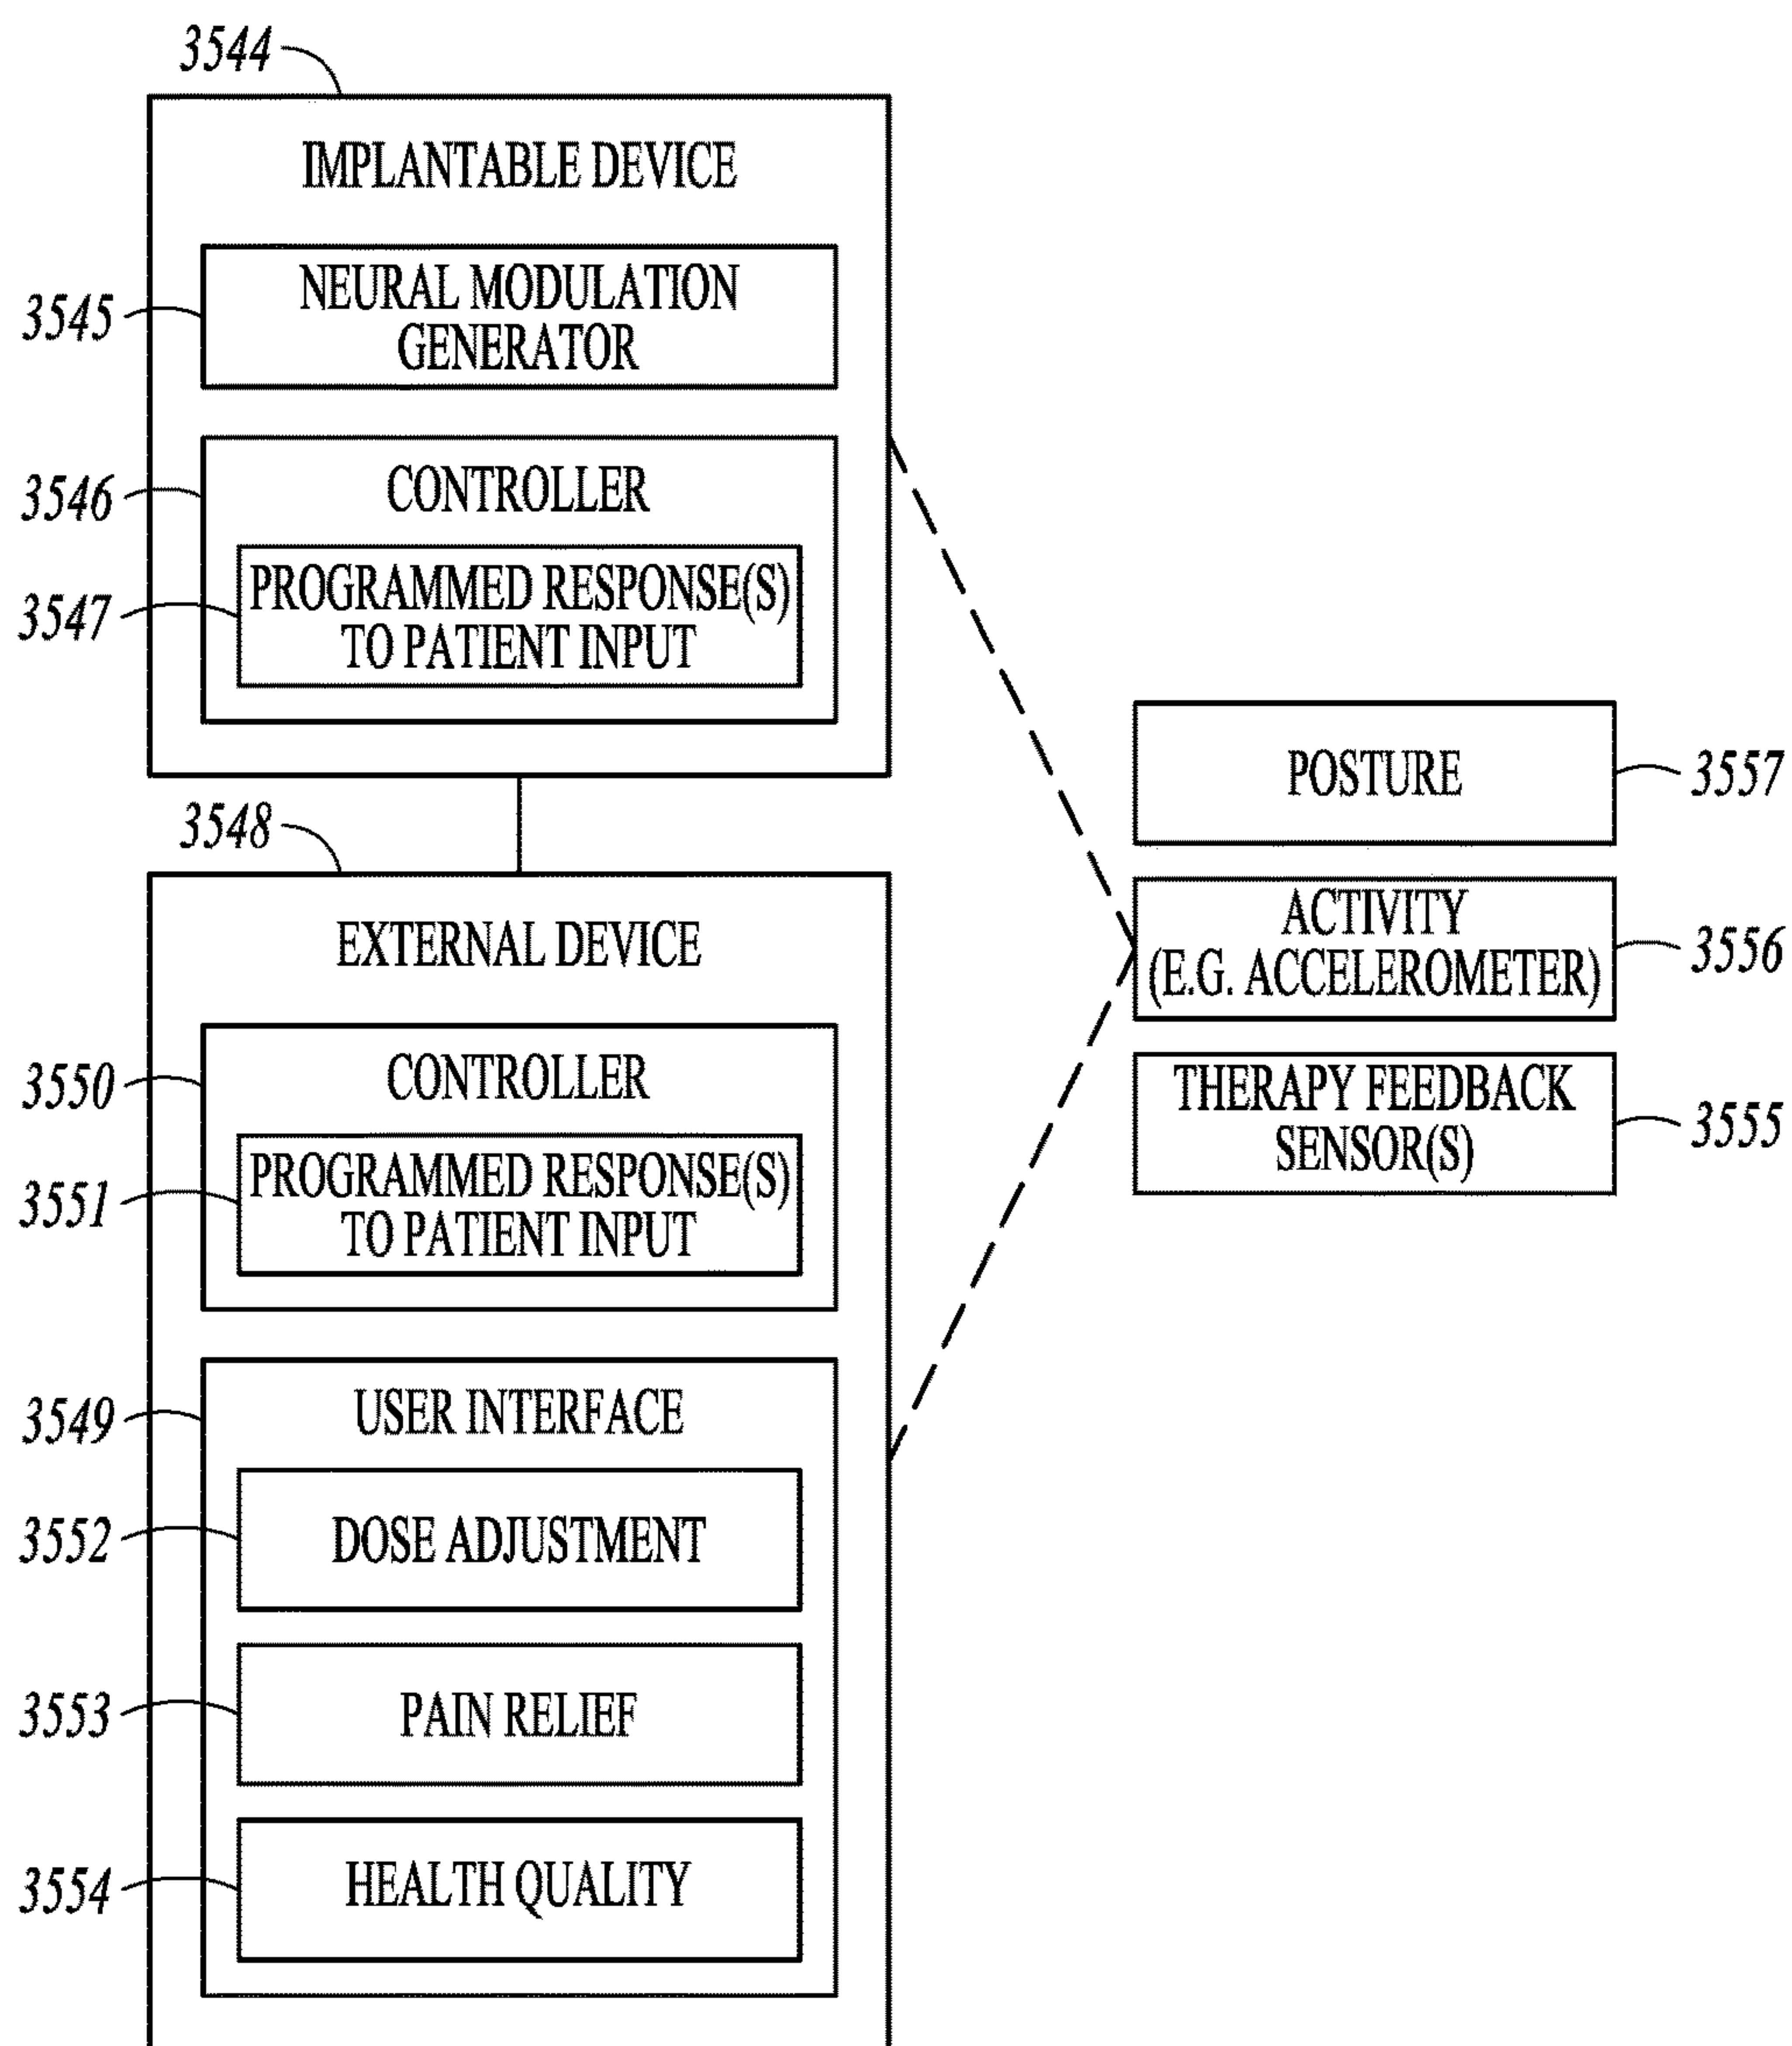 3544
IMPLANTABLE DEVICE
3545
NEURAL MODULATION
GENERATOR
3546
CONTROLLER
3547
PROGRAMMED RESPONSE(S)
TO PATIENT INPUT
3548
EXTERNAL DEVICE
3550
CONTROLLER
3551
PROGRAMMED RESPONSE(S)
TO PATIENT INPUT
3549
USER INTERFACE
3552
DOSE ADJUSTMENT
3553
PAIN RELIEF
3554
HEALTH QUALITY
POSTURE
3557
ACTIVITY
(E.G. ACCELEROMETER)
3556
THERAPY FEEDBACK
SENSOR(S)
3555